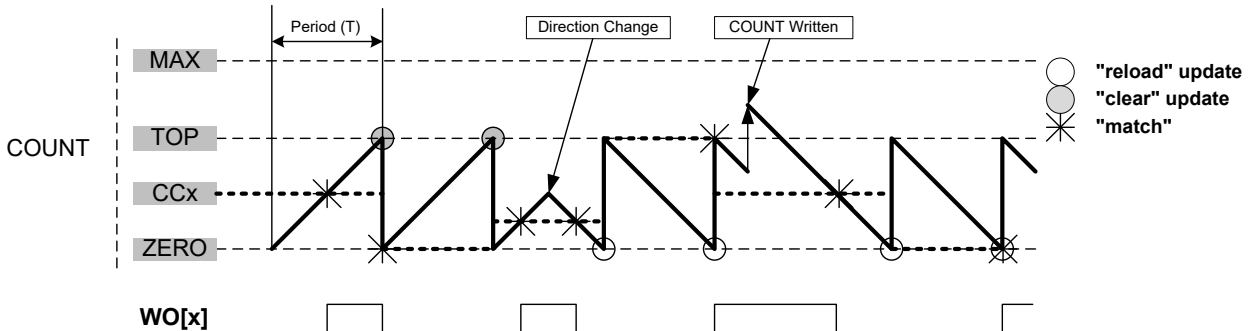 Period (T)
Direction Change
COUNT Written
MAX
"reload" update
"clear" update
TOP
"match"
COUNT
CCx
ZERO
WO[x]